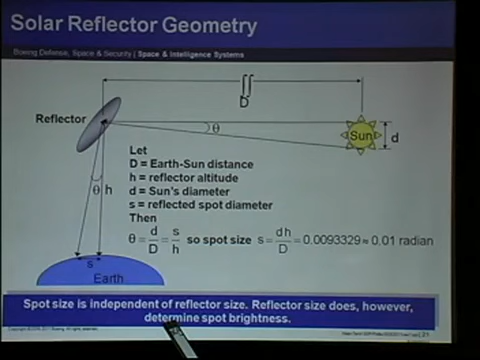 Solar Reflector Geometry
Boeing Defense, Space & Security | Space & Intelligence Systems
∬
D
Reflector
θ
Sun
d
θ h
Let
D = Earth-Sun distance
h = reflector altitude
d = Sun's diameter
s = reflected spot diameter
Then
θ = d/D = s/h so spot size s = dh/D = 0.0093329 ≈ 0.01 radian
s
Earth
Spot size is independent of reflector size. Reflector size does, however,
determine spot brightness.